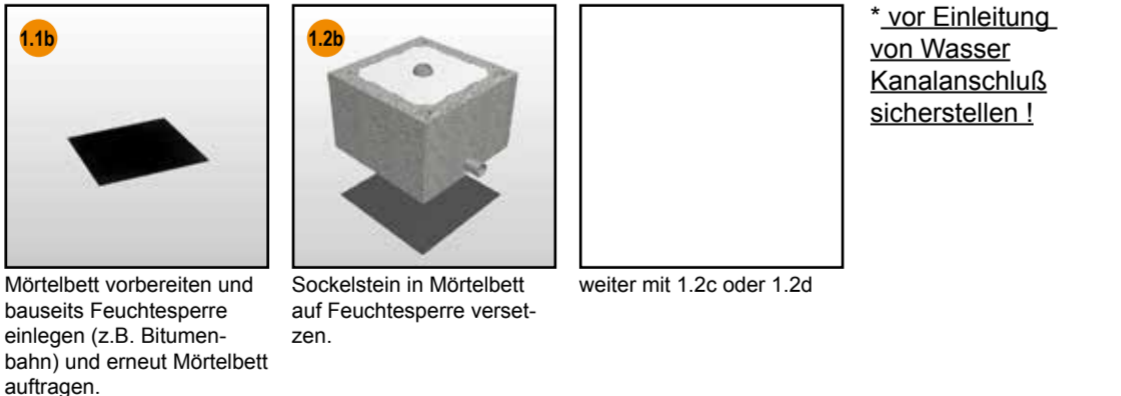 1.1b
Mörtelbett vorbereiten und
bauseits Feuchtesperre
einlegen (z.B. Bitumen-
bahn) und erneut Mörtelbett
auftragen.
1.2b
Sockelstein in Mörtelbett
auf Feuchtesperre verset-
zen.
weiter mit 1.2c oder 1.2d
* vor Einleitung
von Wasser
Kanalanschluß
sicherstellen !